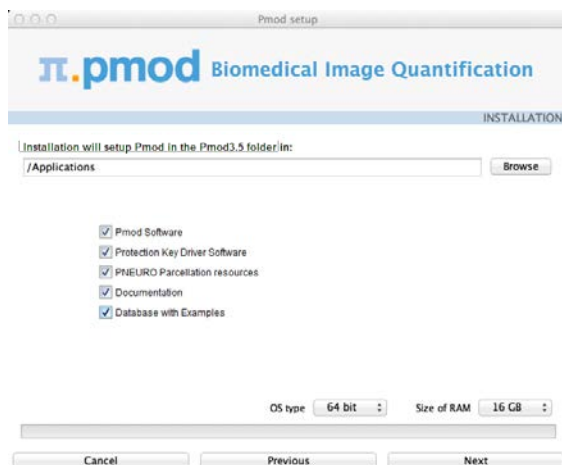 Pmod setup
π.pmod Biomedical Image Quantification
INSTALLATION
Installation will setup Pmod in the Pmod3.5 folder in:
/Applications
Browse
Pmod Software
Protection Key Driver Software
PNEURO Parcellation resources
Documentation
Database with Examples
OS type 64 bit Size of RAM 16 GB
Cancel Previous Next